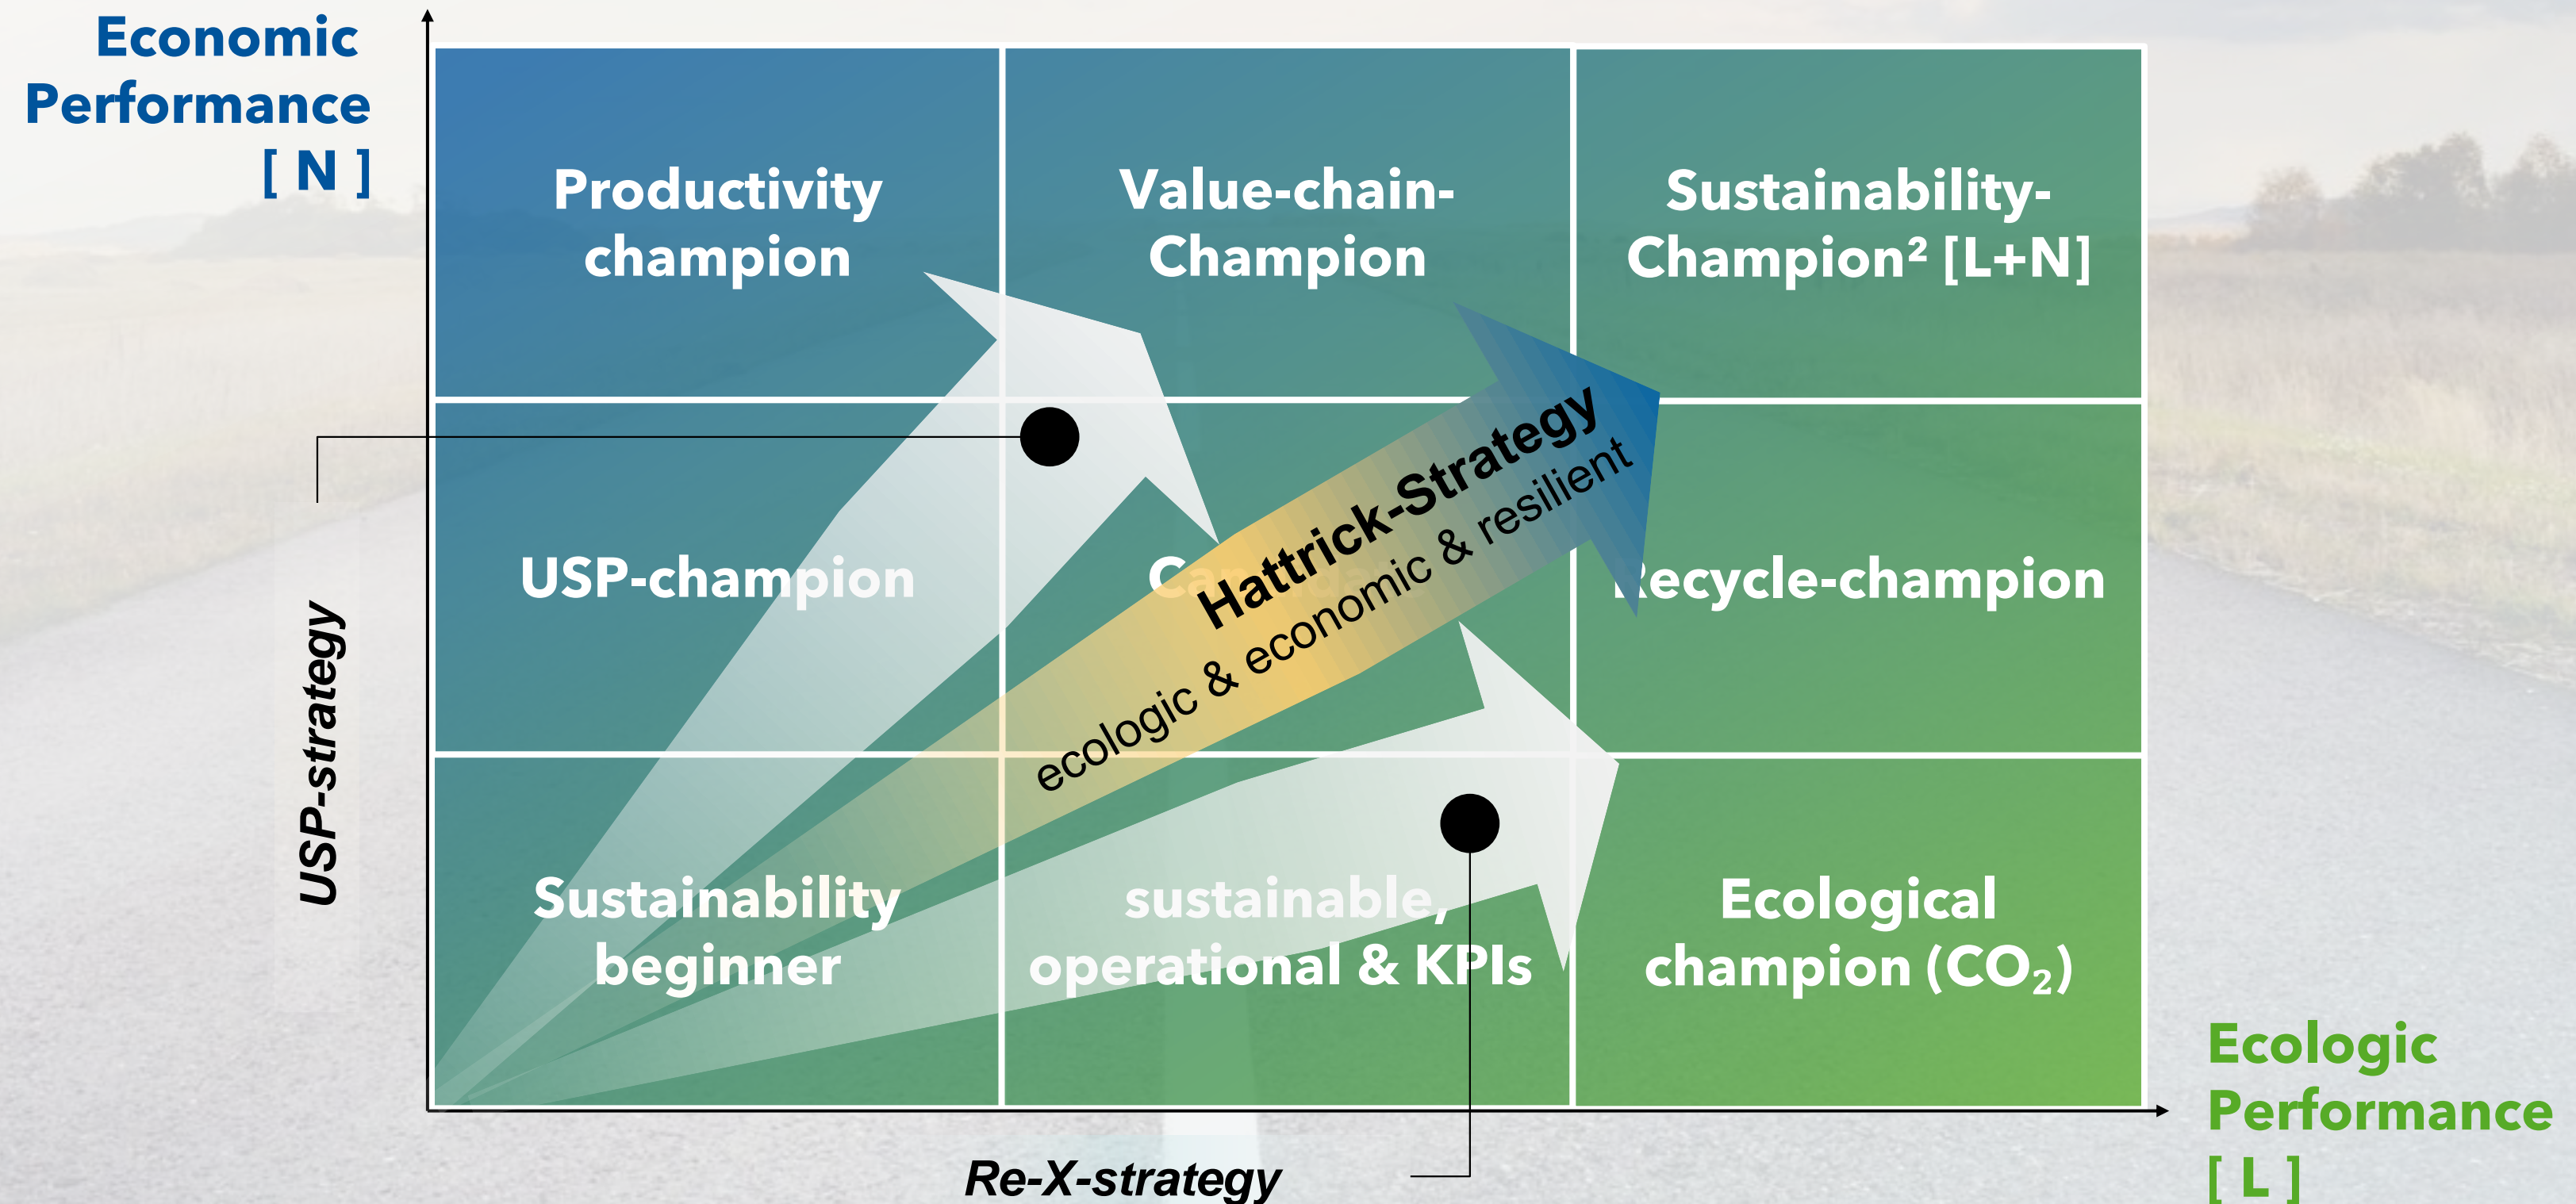 Economic
Performance
[ N ]
Productivity
champion
Value-chain-
Champion
Sustainability-
Champion² [L+N]
USP-champion
Recycle-champion
Hattrick-Strategy
ecologic & economic & resilient
USP-strategy
Sustainability
beginner
sustainable,
operational & KPIs
Ecological
champion (CO₂)
Ecologic
Performance
[ L ]
Re-X-strategy